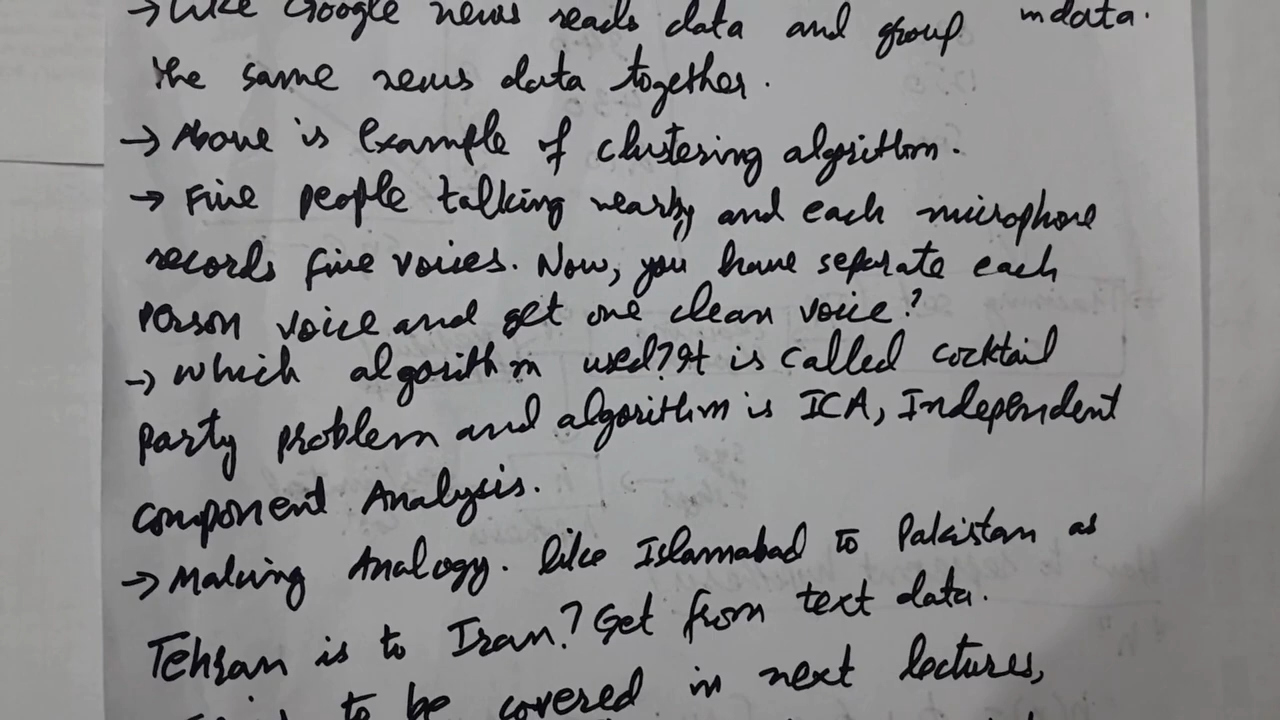 → Like Google news reads data and group in data.
the same news data together.
→ Above is Example of clustering algorithm.
→ Five people talking nearby and each microphone
records five voices. Now, you have separate each
person voice and get one clean voice?
→ which algorithm used? It is called cocktail
party problem and algorithm is ICA, Independent
component Analysis.
→ Making Analogy. like Islamabad to Pakistan as
Tehran is to Iran? Get from text data.
to be covered in next lectures,